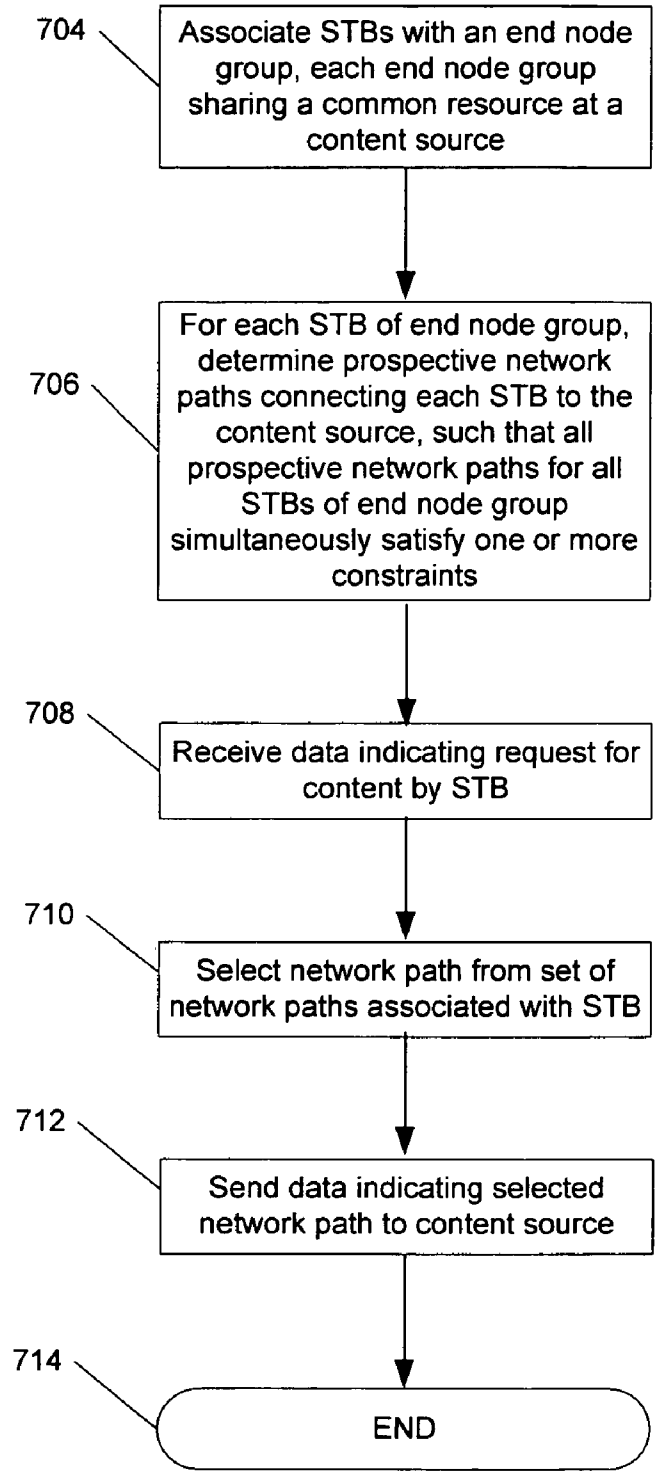 704
Associate STBs with an end node
group, each end node group
sharing a common resource at a
content source
706
For each STB of end node group,
determine prospective network
paths connecting each STB to the
content source, such that all
prospective network paths for all
STBs of end node group
simultaneously satisfy one or more
constraints
708
Receive data indicating request for
content by STB
710
Select network path from set of
network paths associated with STB
712
Send data indicating selected
network path to content source
714
END